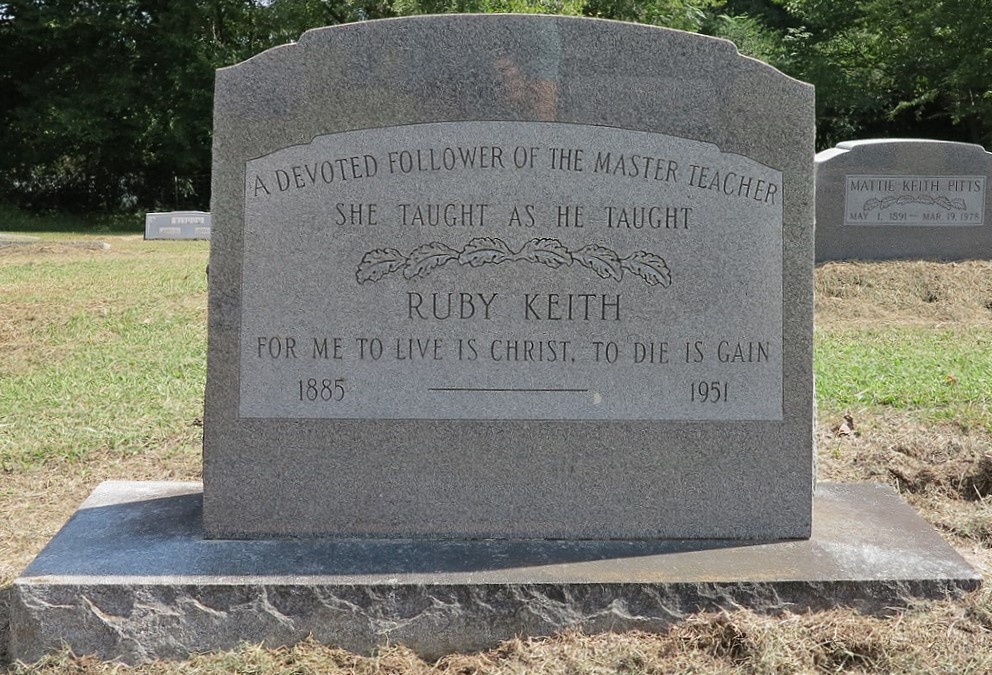 A DEVOTED FOLLOWER OF THE MASTER TEACHER
SHE TAUGHT AS HE TAUGHT
RUBY KEITH
FOR ME TO LIVE IS CHRIST, TO DIE IS GAIN
1885 1951
MATTIE KEITH PITTS
MAY 1, 1891 — MAR. 19, 1978